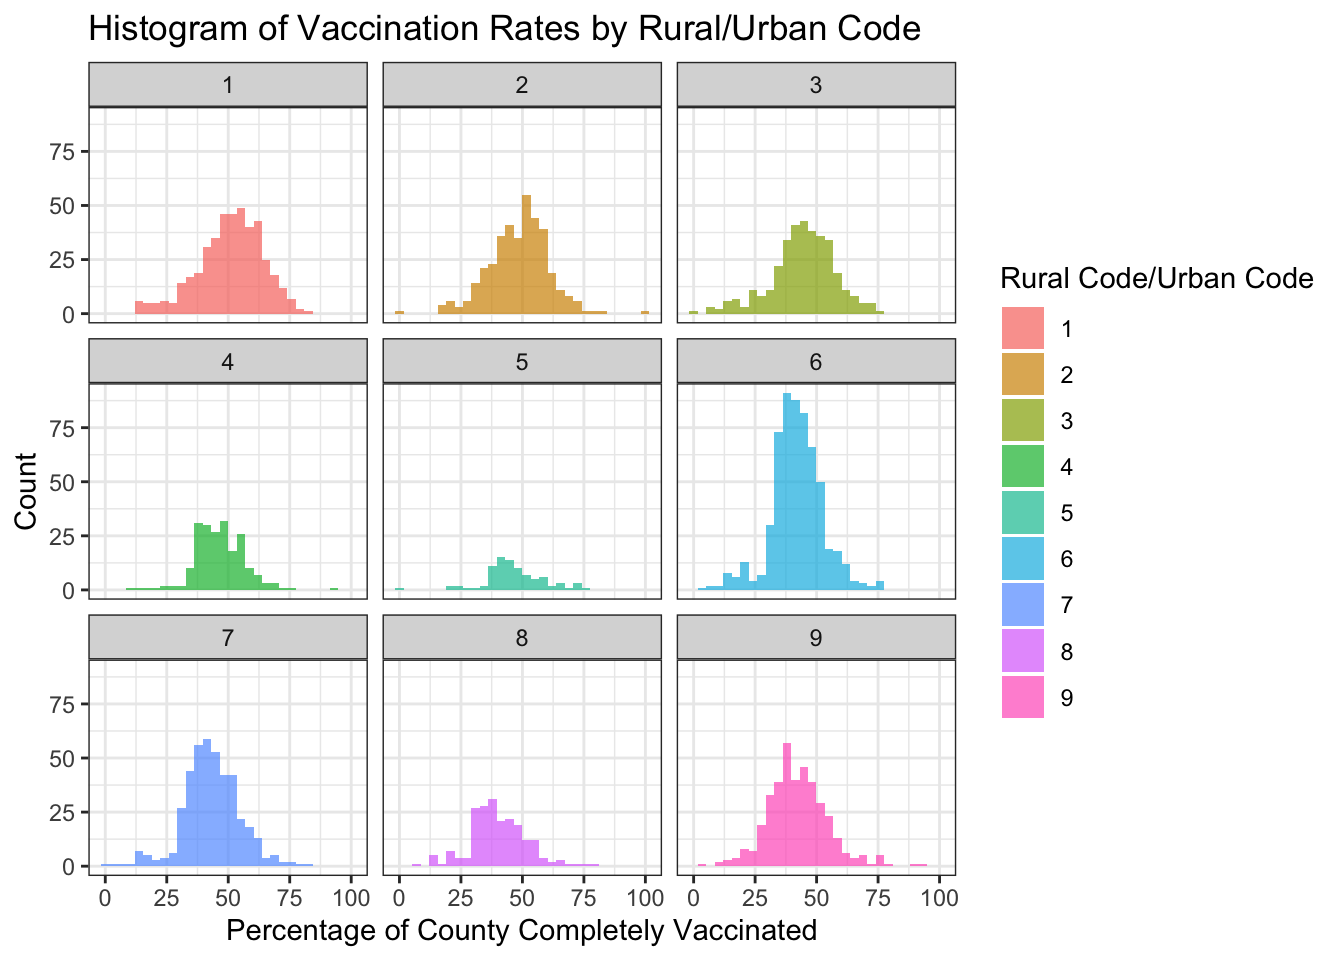 Histogram of Vaccination Rates by Rural/Urban Code
1 2 3
75
50
25
0
4 5 6
75
50
25
0
7 8 9
75
50
25
0
0 25 50 75 100 0 25 50 75 100 0 25 50 75 100
Percentage of County Completely Vaccinated
Count
Rural Code/Urban Code
1
2
3
4
5
6
7
8
9